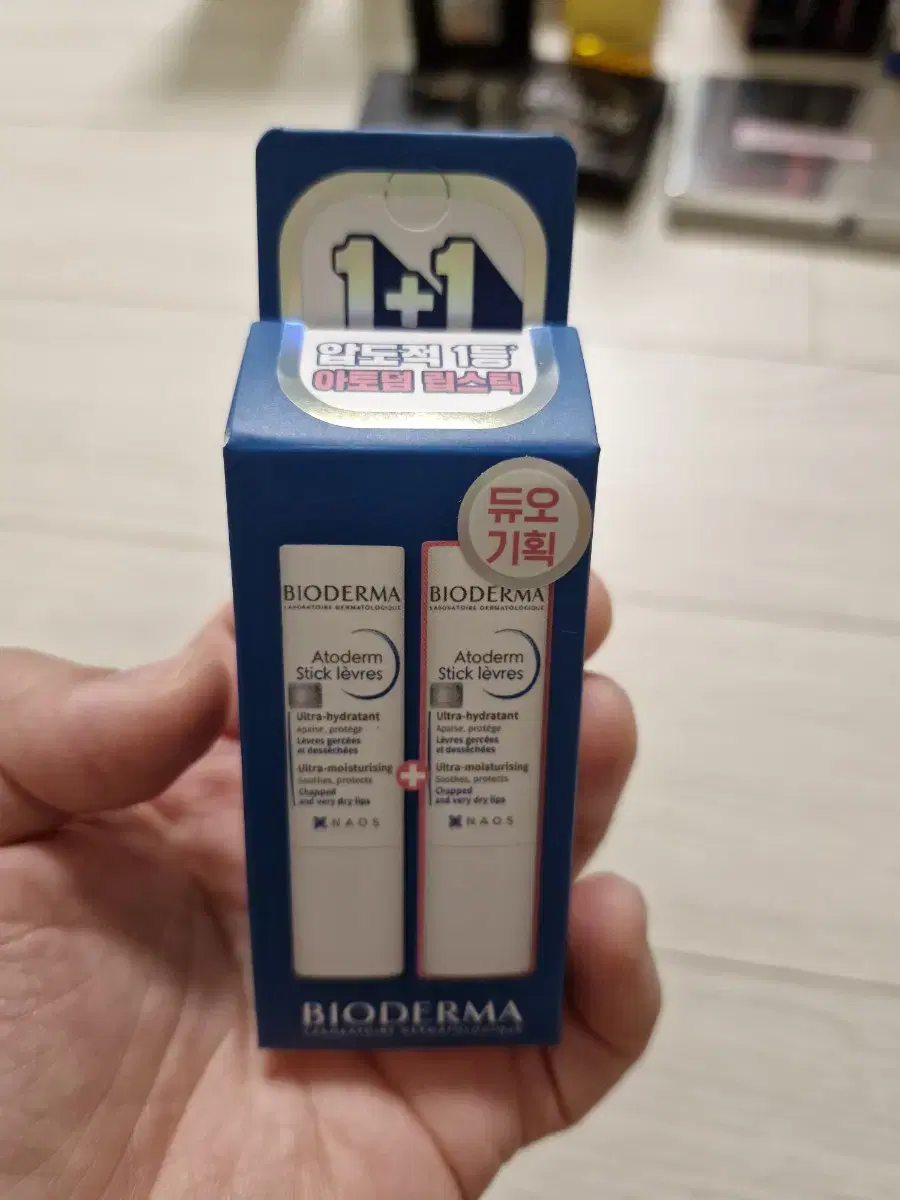 1+1
압도적 1등*
아토덤 립스틱
듀오
기획
BIODERMA
LABORATOIRE DERMATOLOGIQUE
Atoderm
Stick lèvres
Ultra-hydratant
Apaise, protège
Lèvres gercées
et desséchées
Ultra-moisturising
Soothes, protects
Chapped
and very dry lips
NAOS
+
BIODERMA
LABORATOIRE DERMATOLOGIQUE
Atoderm
Stick lèvres
Ultra-hydratant
Apaise, protège
Lèvres gercées
et desséchées
Ultra-moisturising
Soothes, protects
Chapped
and very dry lips
NAOS
BIODERMA
LABORATOIRE DERMATOLOGIQUE